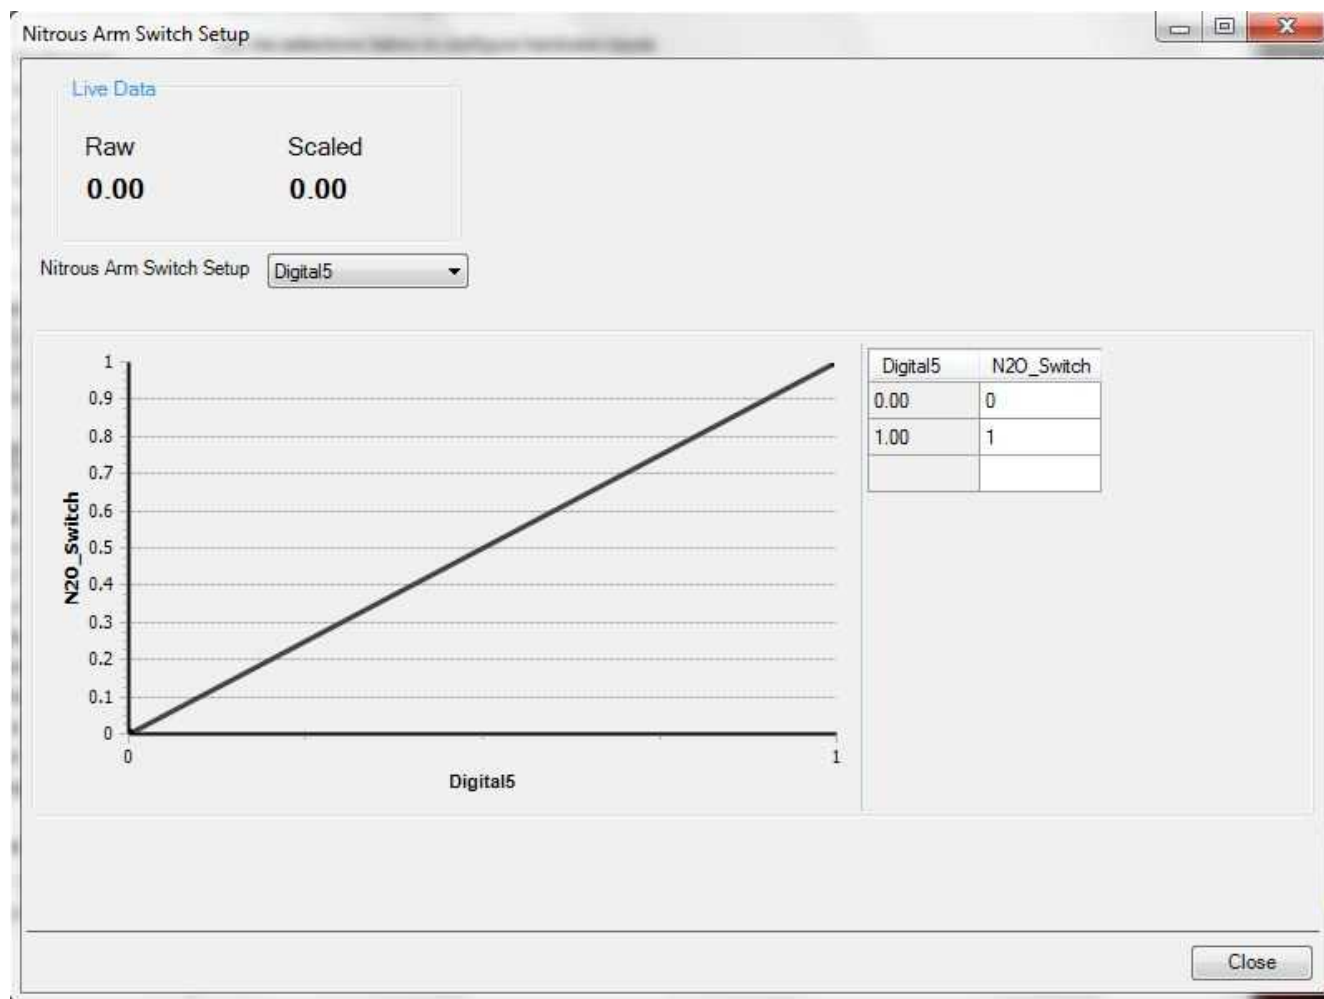 Nitrous Arm Switch Setup
Live Data
Raw Scaled
0.00 0.00
Nitrous Arm Switch Setup Digital5
1
0.9
0.8
0.7
0.6
0.5
0.4
0.3
0.2
0.1
0
N2O_Switch
0 1
Digital5
Digital5 N2O_Switch
0.00 0
1.00 1
Close